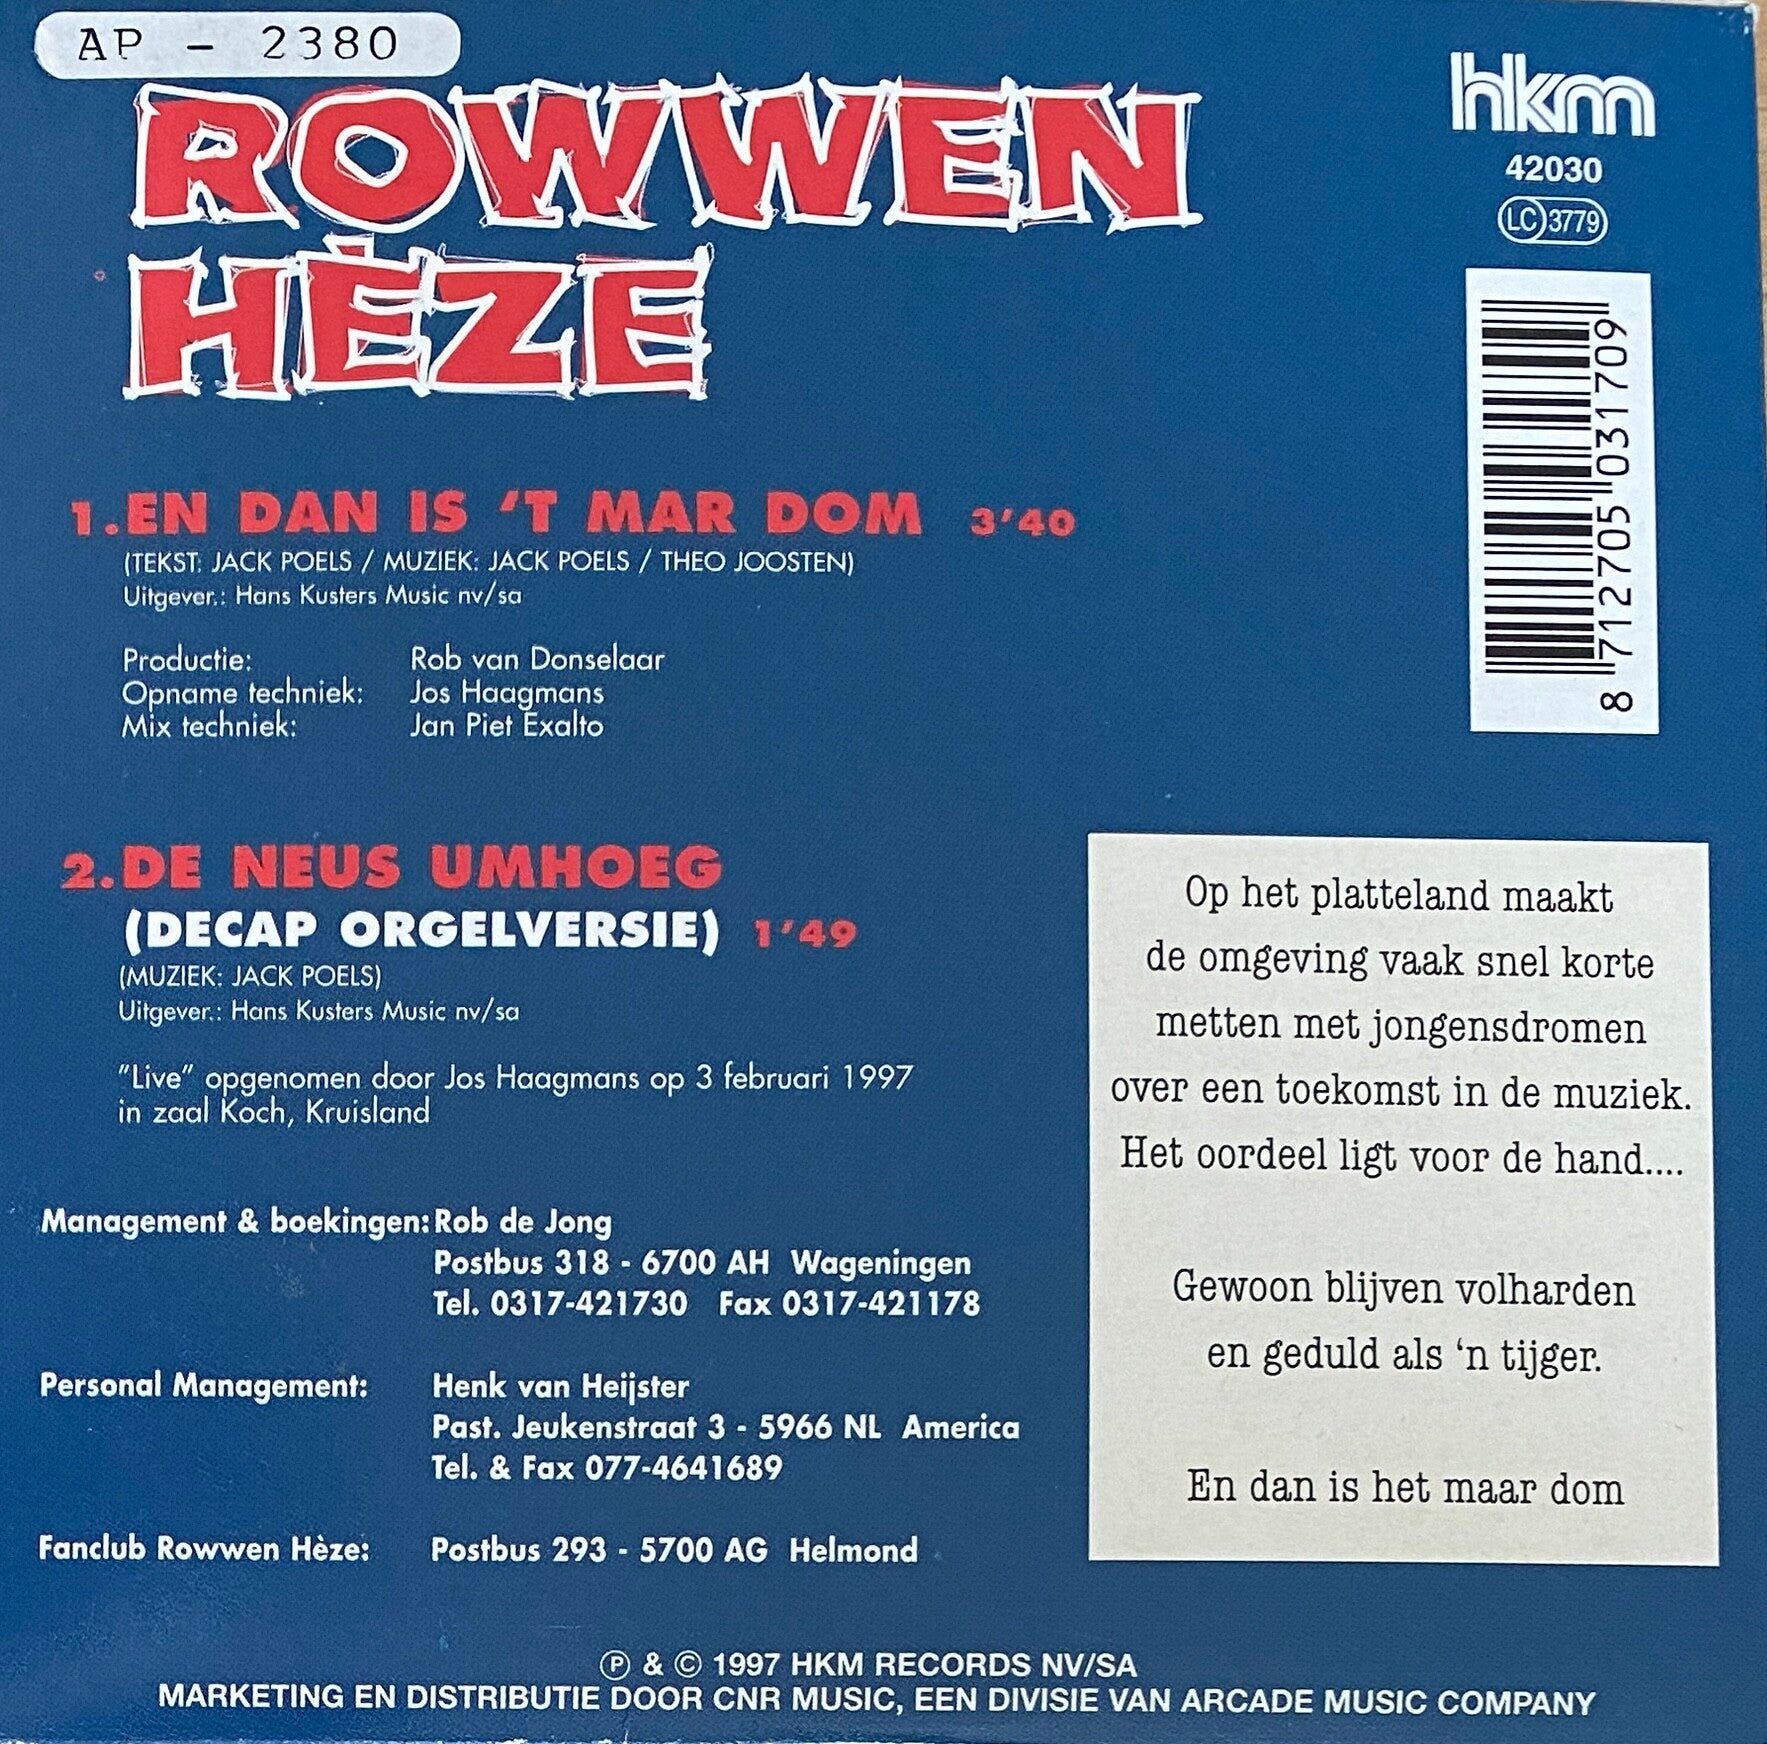 AP - 2380
ROWWEN
HÈZE
hkm
42030
LC 3779
8 712705 031709
1. EN DAN IS 'T MAR DOM 3'40
(TEKST: JACK POELS / MUZIEK: JACK POELS / THEO JOOSTEN)
Uitgever.: Hans Kusters Music nv/sa
Productie: Rob van Donselaar
Opname techniek: Jos Haagmans
Mix techniek: Jan Piet Exalto
2. DE NEUS UMHOEG
(DECAP ORGELVERSIE) 1'49
(MUZIEK: JACK POELS)
Uitgever.: Hans Kusters Music nv/sa
"Live" opgenomen door Jos Haagmans op 3 februari 1997
in zaal Koch, Kruisland
Management & boekingen: Rob de Jong
Postbus 318 - 6700 AH Wageningen
Tel. 0317-421730 Fax 0317-421178
Personal Management: Henk van Heijster
Past. Jeukenstraat 3 - 5966 NL America
Tel. & Fax 077-4641689
Fanclub Rowwen Hèze: Postbus 293 - 5700 AG Helmond
Op het platteland maakt
de omgeving vaak snel korte
metten met jongensdromen
over een toekomst in de muziek.
Het oordeel ligt voor de hand....
Gewoon blijven volharden
en geduld als 'n tijger.
En dan is het maar dom
Ⓟ & © 1997 HKM RECORDS NV/SA
MARKETING EN DISTRIBUTIE DOOR CNR MUSIC, EEN DIVISIE VAN ARCADE MUSIC COMPANY